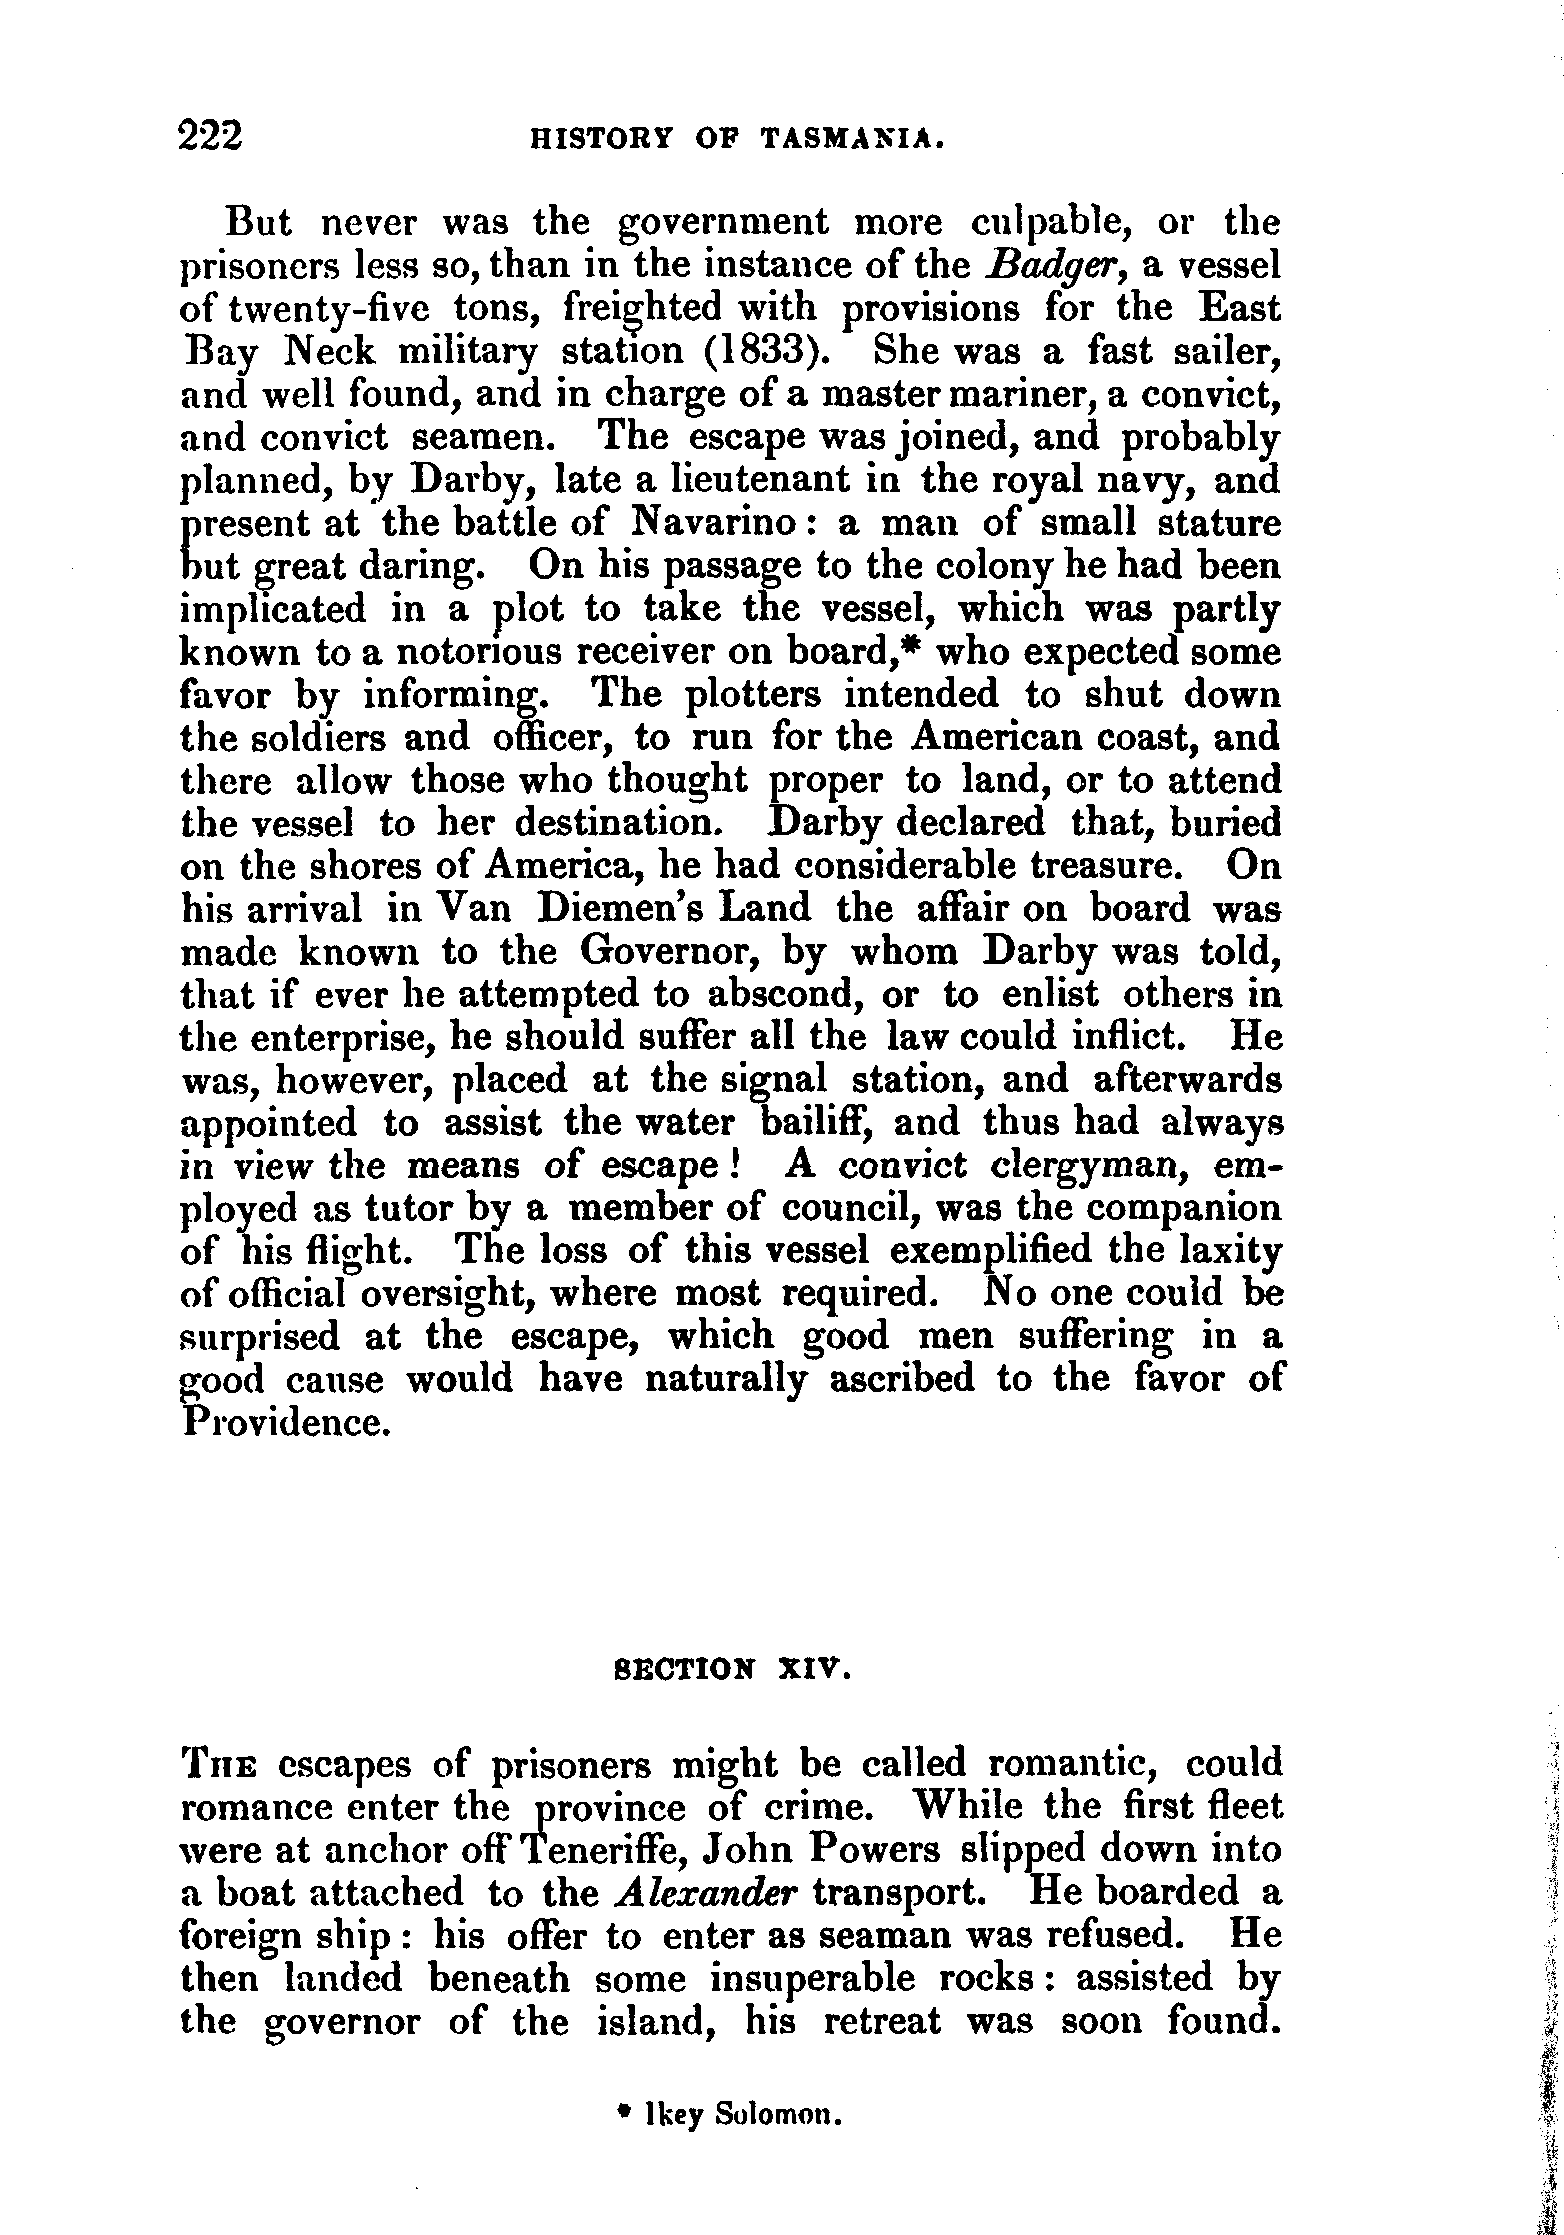 222 HISTORY OF TASMANIA.
But never was the government more culpable, or the
prisoners less so, than in the instance of the Badger, a vessel
of twenty-five tons, freighted with provisions for the East
Bay Neck military station (1833). She was a fast sailer,
and well found, and in charge of a master mariner, a convict,
and convict seamen. The escape was joined, and probably
planned, by Darby, late a lieutenant in the royal navy, and
present at the battle of Navarino: a man of small stature
but great daring. On his passage to the colony he had been
implicated in a plot to take the vessel, which was partly
known to a notorious receiver on board,* who expected some
favor by informing. The plotters intended to shut down
the soldiers and officer, to run for the American coast, and
there allow those who thought proper to land, or to attend
the vessel to her destination. Darby declared that, buried
on the shores of America, he had considerable treasure. On
his arrival in Van Diemen's Land the affair on board was
made known to the Governor, by whom Darby was told,
that if ever he attempted to abscond, or to enlist others in
the enterprise, he should suffer all the law could inflict. He
was, however, placed at the signal station, and afterwards
appointed to assist the water bailiff, and thus had always
in view the means of escape! A convict clergyman, em-
ployed as tutor by a member of council, was the companion
of his flight. The loss of this vessel exemplified the laxity
of official oversight, where most required. No one could be
surprised at the escape, which good men suffering in a
good cause would have naturally ascribed to the favor of
Providence.
SECTION XIV.
THE escapes of prisoners might be called romantic, could
romance enter the province of crime. While the first fleet
were at anchor off Teneriffe, John Powers slipped down into
a boat attached to the Alexander transport. He boarded a
foreign ship: his offer to enter as seaman was refused. He
then landed beneath some insuperable rocks: assisted by
the governor of the island, his retreat was soon found.
* Ikey Solomon.